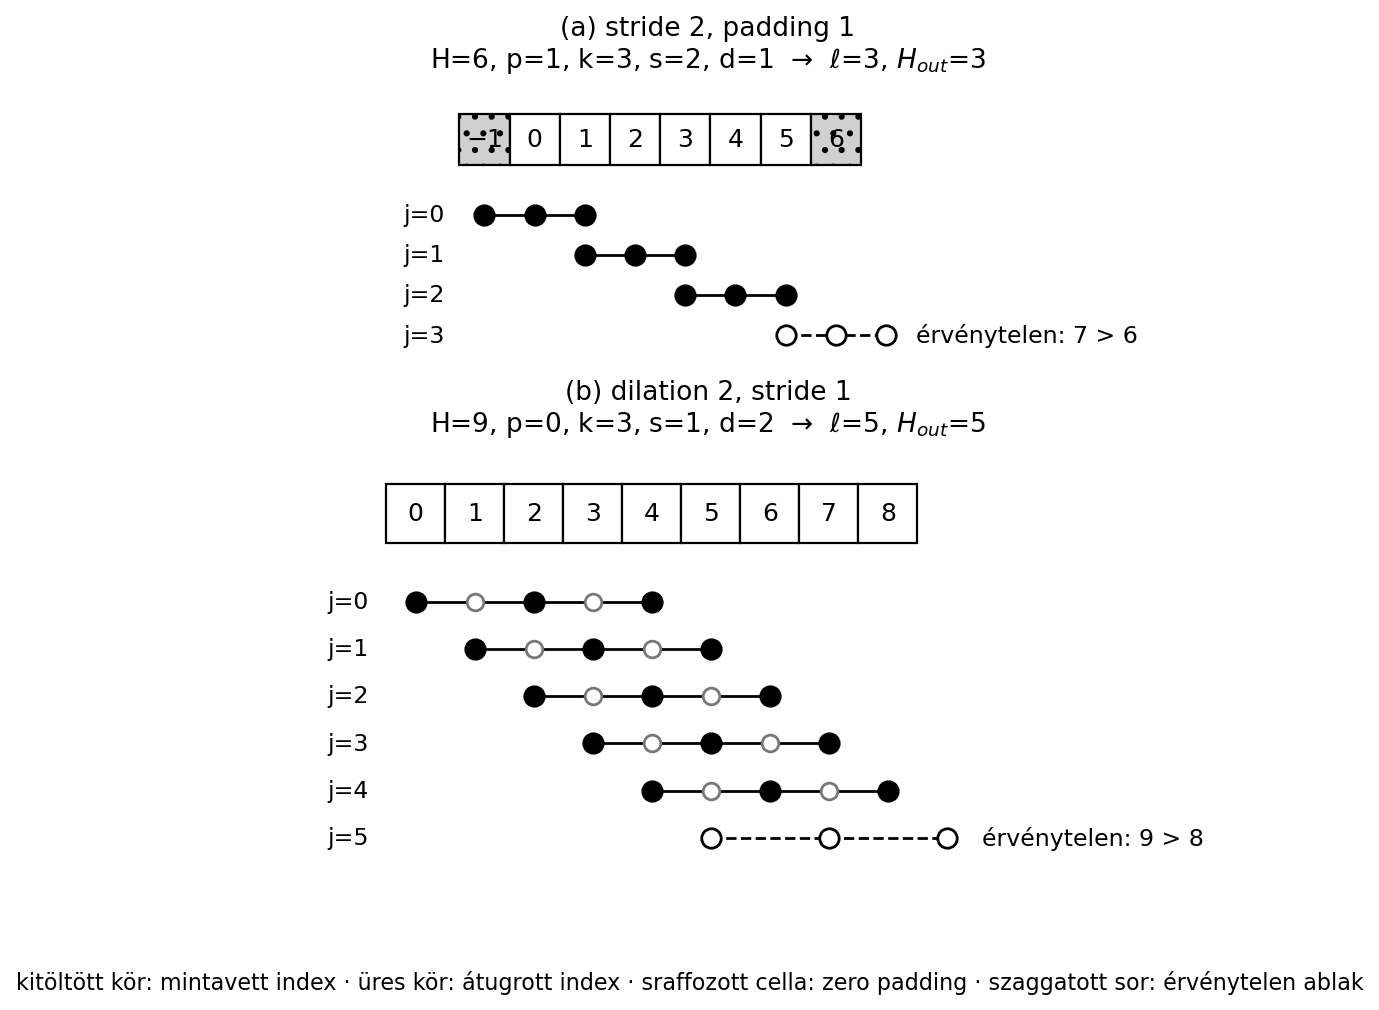 (a) stride 2, padding 1
H=6, p=1, k=3, s=2, d=1 → ℓ=3, H_out=3
−1 0 1 2 3 4 5 6
j=0
j=1
j=2
j=3 érvénytelen: 7 > 6
(b) dilation 2, stride 1
H=9, p=0, k=3, s=1, d=2 → ℓ=5, H_out=5
0 1 2 3 4 5 6 7 8
j=0
j=1
j=2
j=3
j=4
j=5 érvénytelen: 9 > 8
kitöltött kör: mintavett index · üres kör: átugrott index · sraffozott cella: zero padding · szaggatott sor: érvénytelen ablak